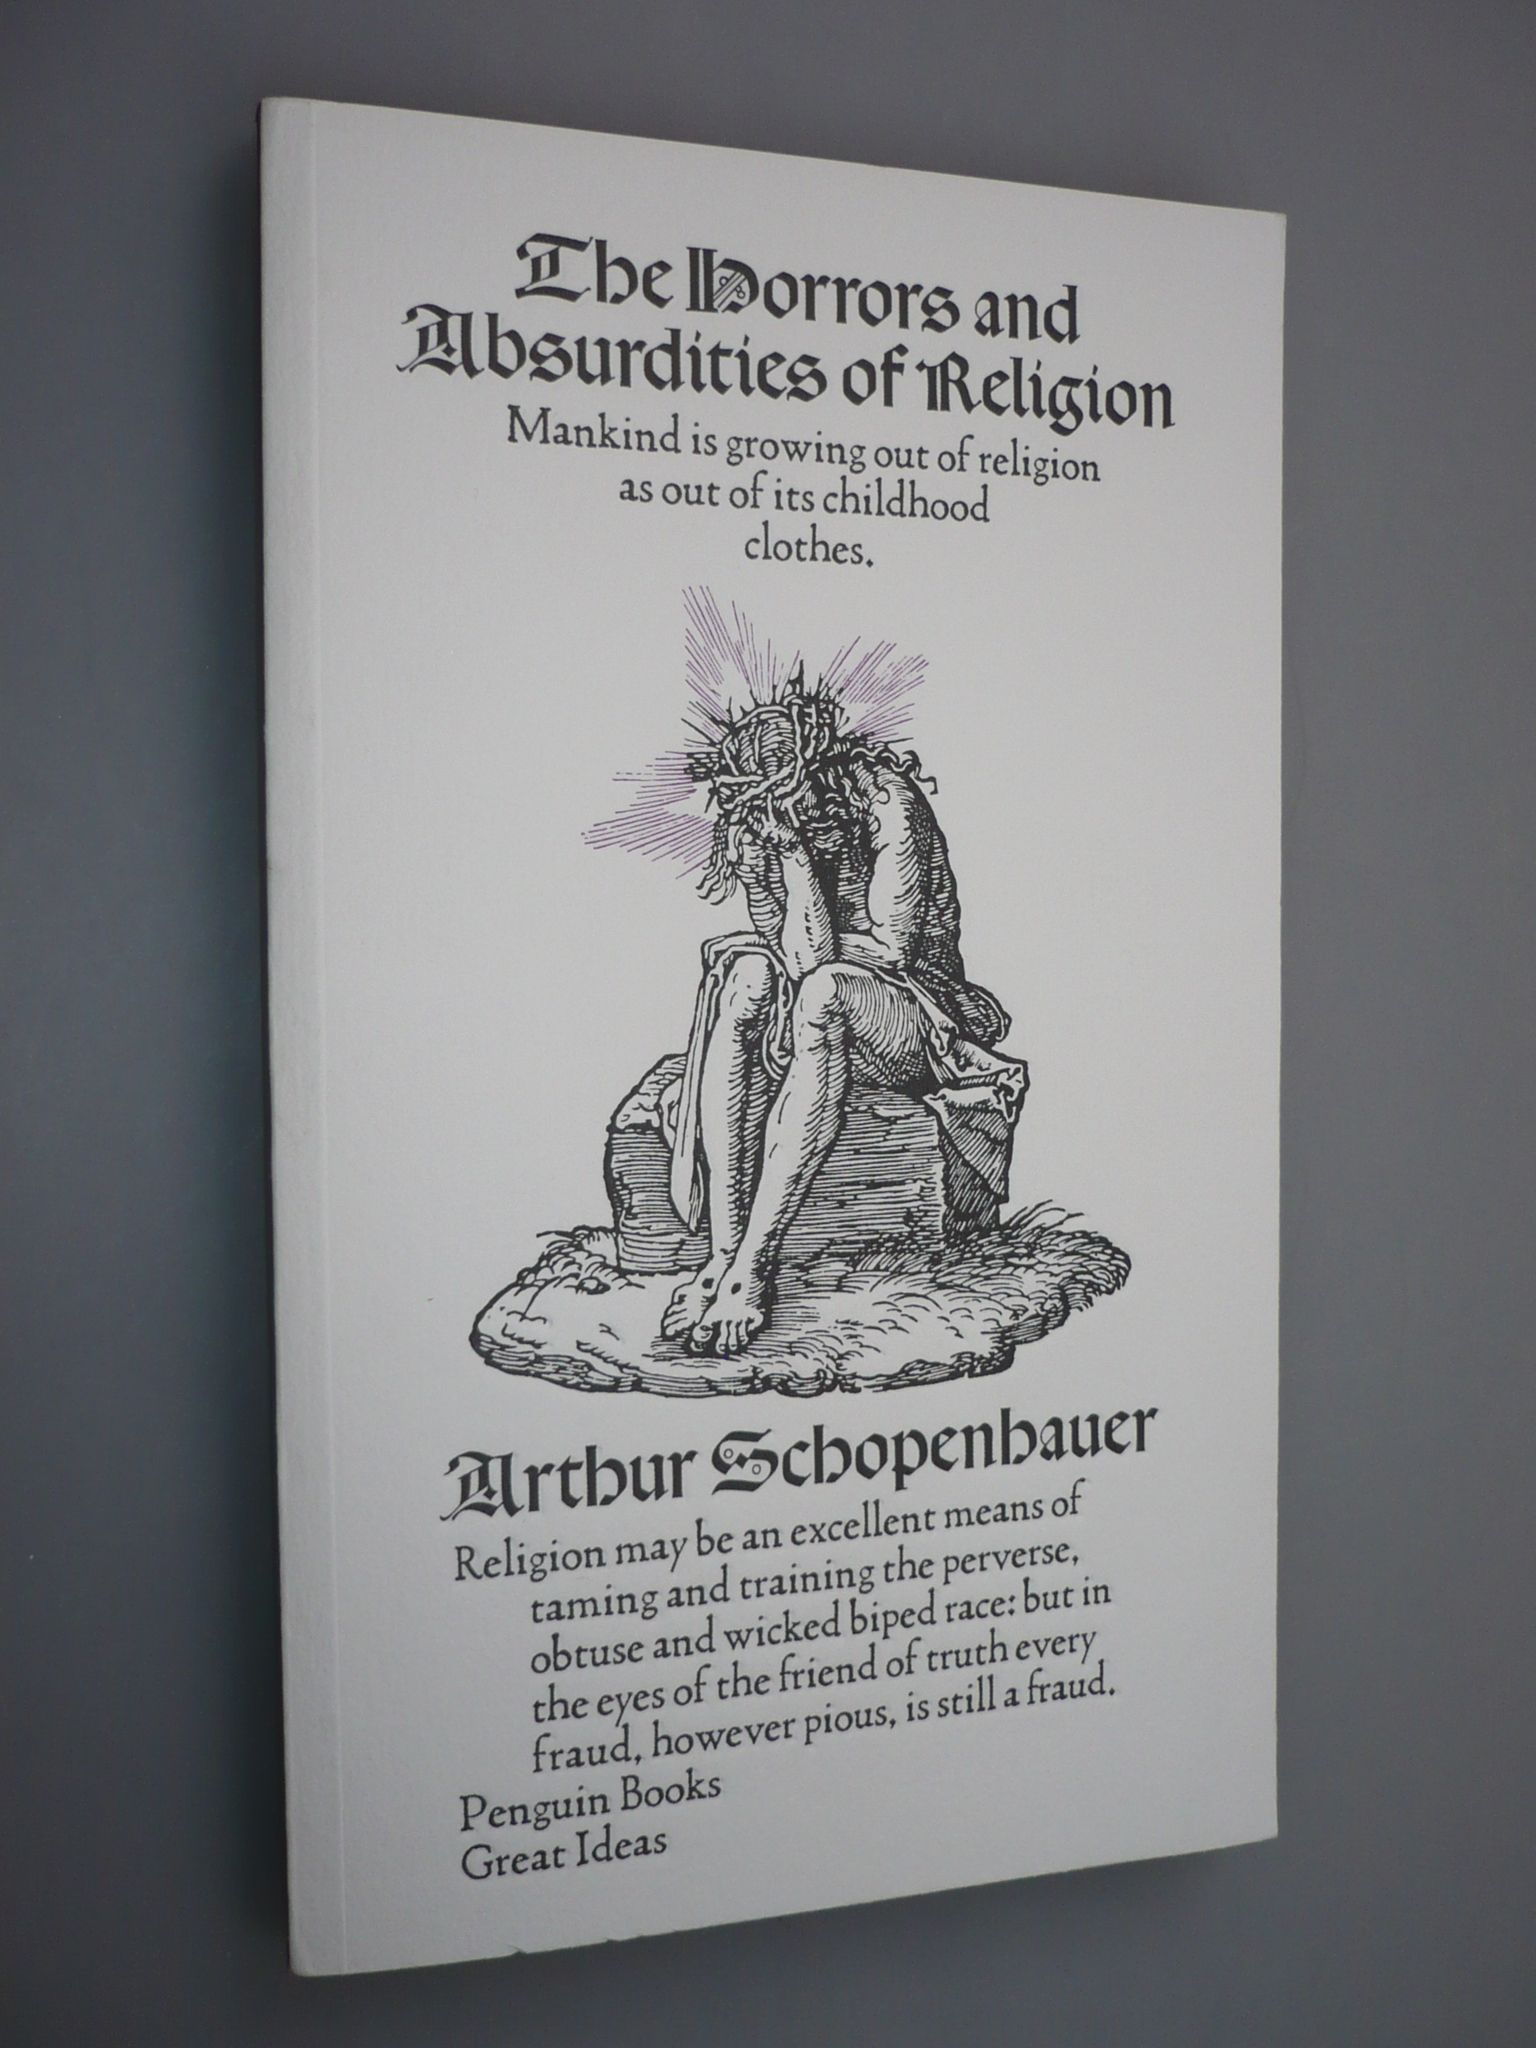 The Horrors and
Absurdities of Religion
Mankind is growing out of religion
as out of its childhood
clothes.
Arthur Schopenhauer
Religion may be an excellent means of
taming and training the perverse,
obtuse and wicked biped race: but in
the eyes of the friend of truth every
fraud, however pious, is still a fraud.
Penguin Books
Great Ideas